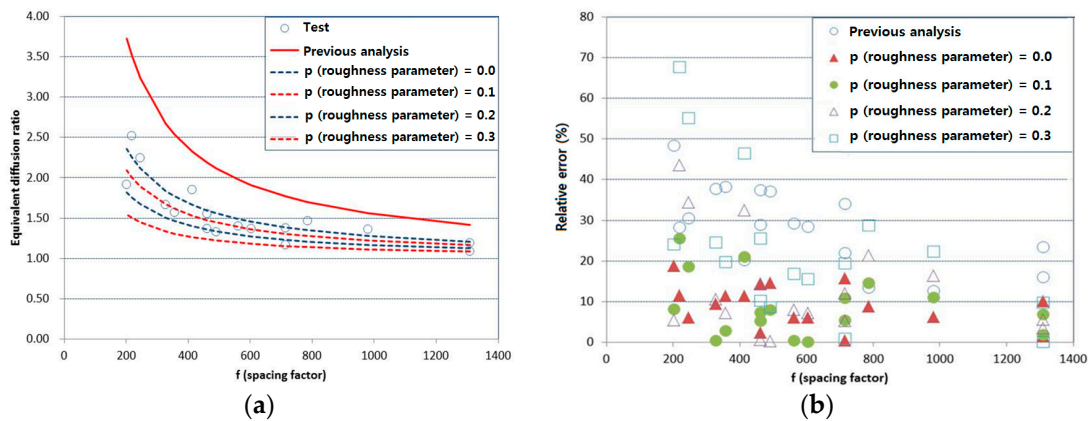 4.00
3.50
3.00
2.50
2.00
1.50
1.00
0.50
0.00
Equivalent diffusion ratio
0 200 400 600 800 1000 1200 1400
f (spacing factor)
Test
Previous analysis
p (roughness parameter) = 0.0
p (roughness parameter) = 0.1
p (roughness parameter) = 0.2
p (roughness parameter) = 0.3
(a)
80
70
60
50
40
30
20
10
0
Relative error (%)
0 200 400 600 800 1000 1200 1400
f (spacing factor)
Previous analysis
p (roughness parameter) = 0.0
p (roughness parameter) = 0.1
p (roughness parameter) = 0.2
p (roughness parameter) = 0.3
(b)